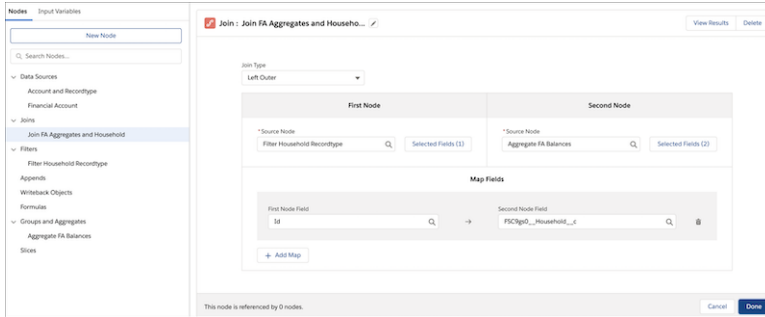 Nodes Input Variables
New Node
Search Nodes...
Data Sources
Account and Recordtype
Financial Account
Joins
Join FA Aggregates and Household
Filters
Filter Household Recordtype
Appends
Writeback Objects
Formulas
Groups and Aggregates
Aggregate FA Balances
Slices
Join : Join FA Aggregates and Househo...
View Results Delete
Join Type
Left Outer
First Node Second Node
*Source Node *Source Node
Filter Household Recordtype Selected Fields (1) Aggregate FA Balances Selected Fields (2)
Map Fields
First Node Field Second Node Field
Id → FSC9gs0__Household__c
+ Add Map
This node is referenced by 0 nodes.
Cancel Done